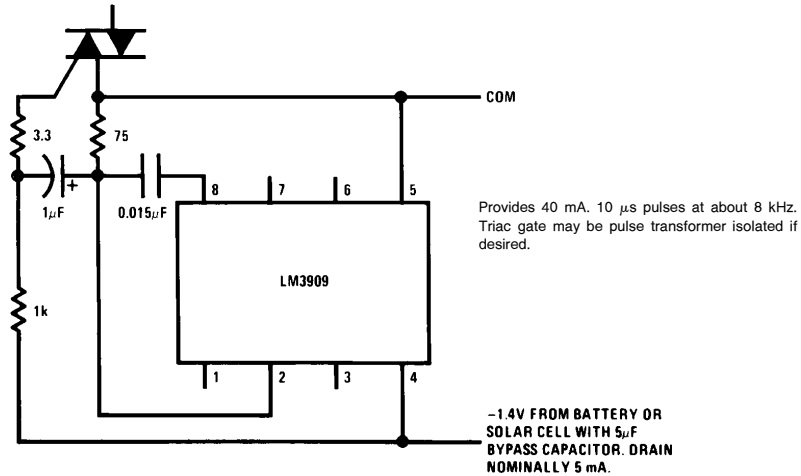 COM
3.3
75
1μF
+
0.015μF
8
7
6
5
Provides 40 mA. 10 μs pulses at about 8 kHz.
Triac gate may be pulse transformer isolated if
desired.
LM3909
1k
1
2
3
4
−1.4V FROM BATTERY OR
SOLAR CELL WITH 5μF
BYPASS CAPACITOR. DRAIN
NOMINALLY 5 mA.